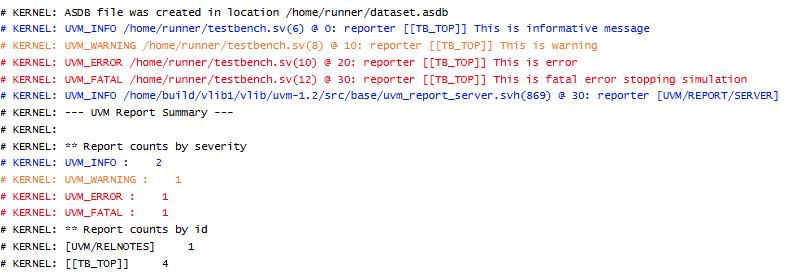 # KERNEL: ASDB file was created in location /home/runner/dataset.asdb
# KERNEL: UVM_INFO /home/runner/testbench.sv(6) @ 0: reporter [[TB_TOP]] This is informative message
# KERNEL: UVM_WARNING /home/runner/testbench.sv(8) @ 10: reporter [[TB_TOP]] This is warning
# KERNEL: UVM_ERROR /home/runner/testbench.sv(10) @ 20: reporter [[TB_TOP]] This is error
# KERNEL: UVM_FATAL /home/runner/testbench.sv(12) @ 30: reporter [[TB_TOP]] This is fatal error stopping simulation
# KERNEL: UVM_INFO /home/build/vlib1/vlib/uvm-1.2/src/base/uvm_report_server.svh(869) @ 30: reporter [UVM/REPORT/SERVER]
# KERNEL: --- UVM Report Summary ---
# KERNEL:
# KERNEL: ** Report counts by severity
# KERNEL: UVM_INFO :    2
# KERNEL: UVM_WARNING :    1
# KERNEL: UVM_ERROR :    1
# KERNEL: UVM_FATAL :    1
# KERNEL: ** Report counts by id
# KERNEL: [UVM/RELNOTES]     1
# KERNEL: [[TB_TOP]]     4